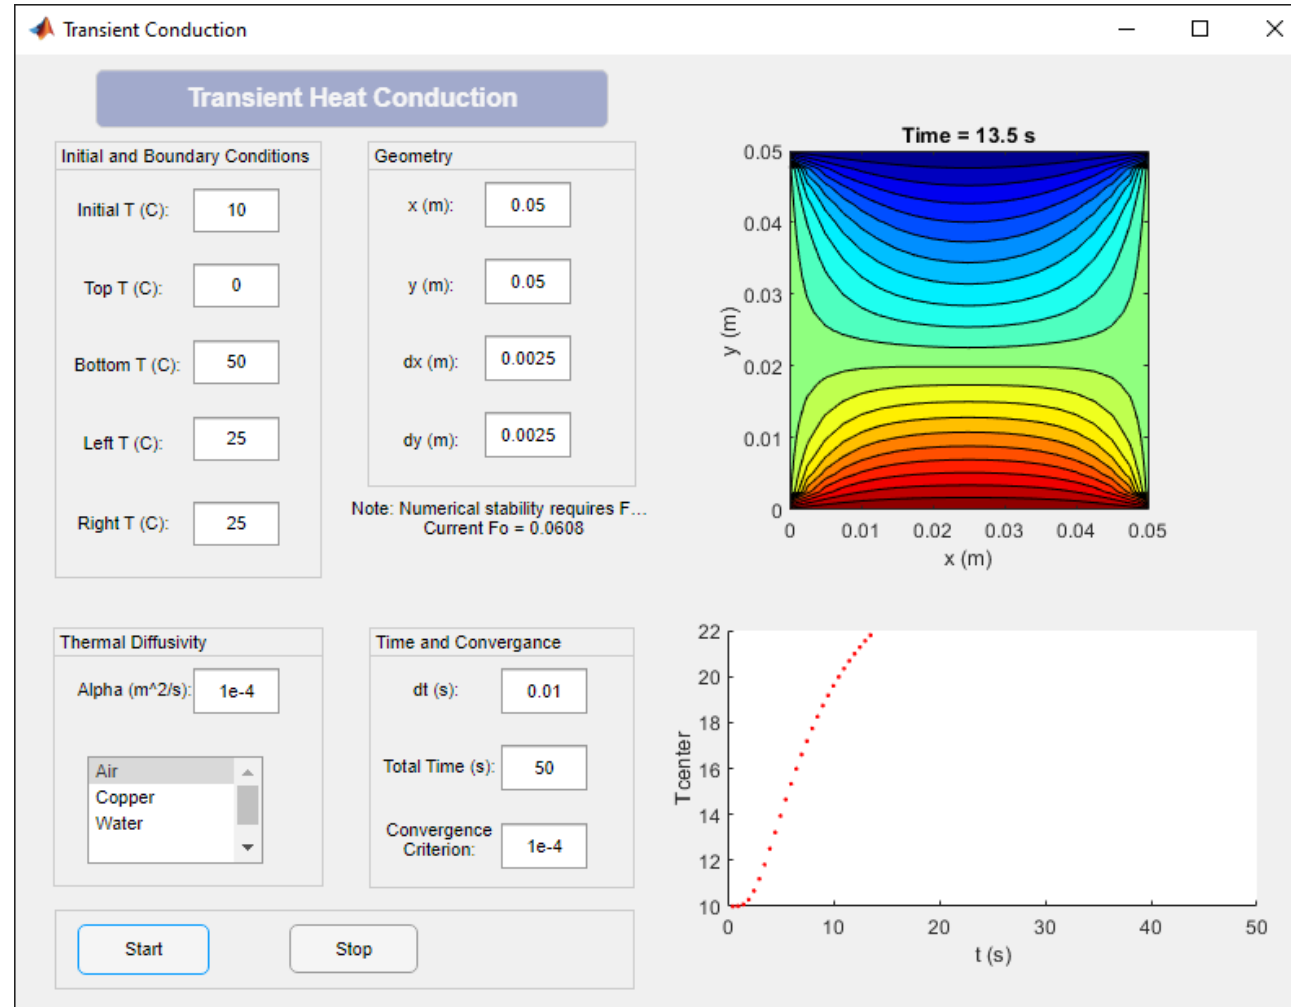 Transient Conduction
Transient Heat Conduction
Initial and Boundary Conditions
Initial T (C): 10
Top T (C): 0
Bottom T (C): 50
Left T (C): 25
Right T (C): 25
Geometry
x (m): 0.05
y (m): 0.05
dx (m): 0.0025
dy (m): 0.0025
Note: Numerical stability requires F...
Current Fo = 0.0608
Thermal Diffusivity
Alpha (m^2/s): 1e-4
Air
Copper
Water
Time and Convergance
dt (s): 0.01
Total Time (s): 50
Convergence
Criterion: 1e-4
Start
Stop
Time = 13.5 s
0.05
0.04
0.03
0.02
0.01
0
y (m)
0 0.01 0.02 0.03 0.04 0.05
x (m)
22
20
18
16
14
12
10
Tcenter
0 10 20 30 40 50
t (s)